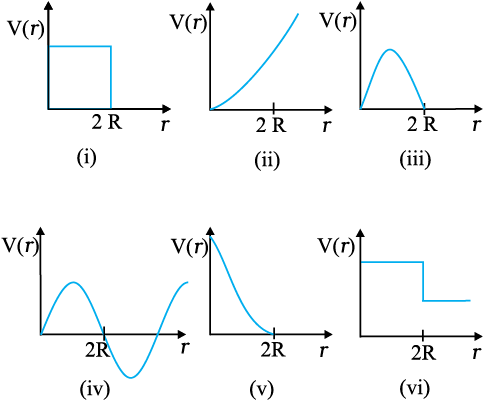 V(r) V(r) V(r)
2 R r 2 R r 2 R r
(i) (ii) (iii)
V(r) V(r) V(r)
2R r 2R r 2R r
(iv) (v) (vi)